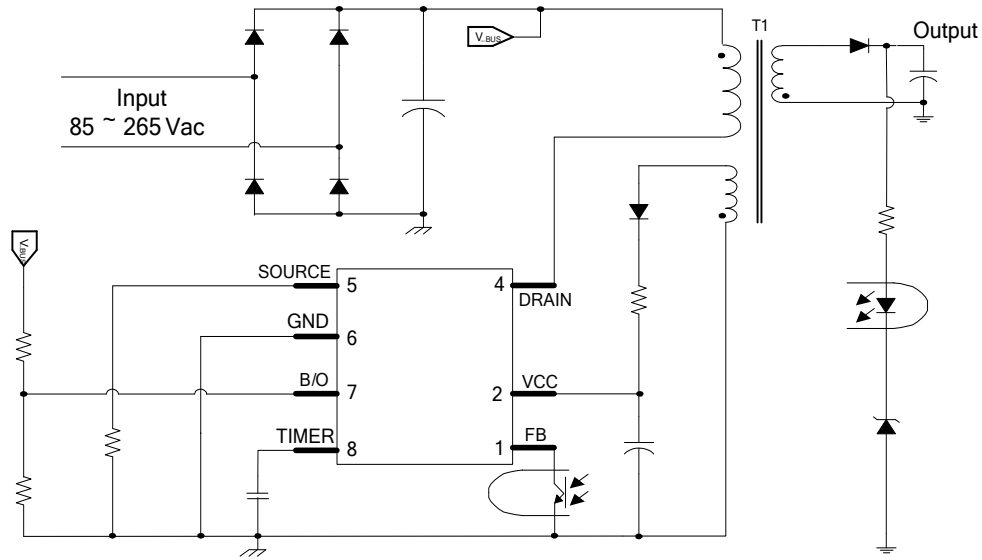 V_BUS
T1
Output
Input
85 ~ 265 Vac
SOURCE
5
4
DRAIN
GND
6
B/O
7
2
VCC
TIMER
8
1
FB